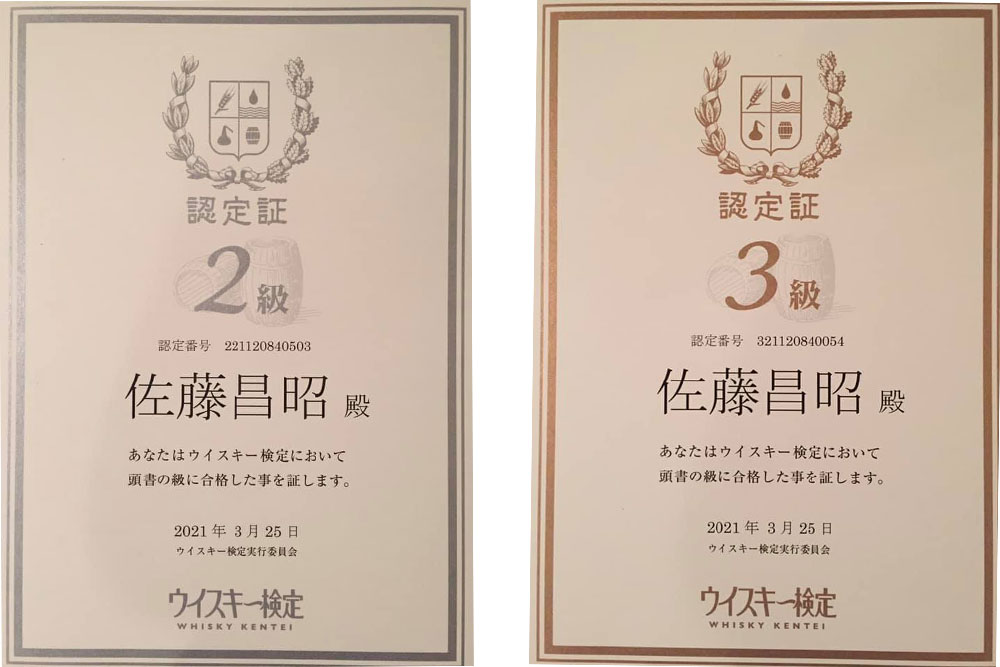 認定証
2級
認定番号 221120840503
佐藤昌昭 殿
あなたはウイスキー検定において
頭書の級に合格した事を証します。
2021年 3月 25日
ウイスキー検定実行委員会
ウイスキー検定
WHISKY KENTEI
認定証
3級
認定番号 321120840054
佐藤昌昭 殿
あなたはウイスキー検定において
頭書の級に合格した事を証します。
2021年 3月 25日
ウイスキー検定実行委員会
ウイスキー検定
WHISKY KENTEI